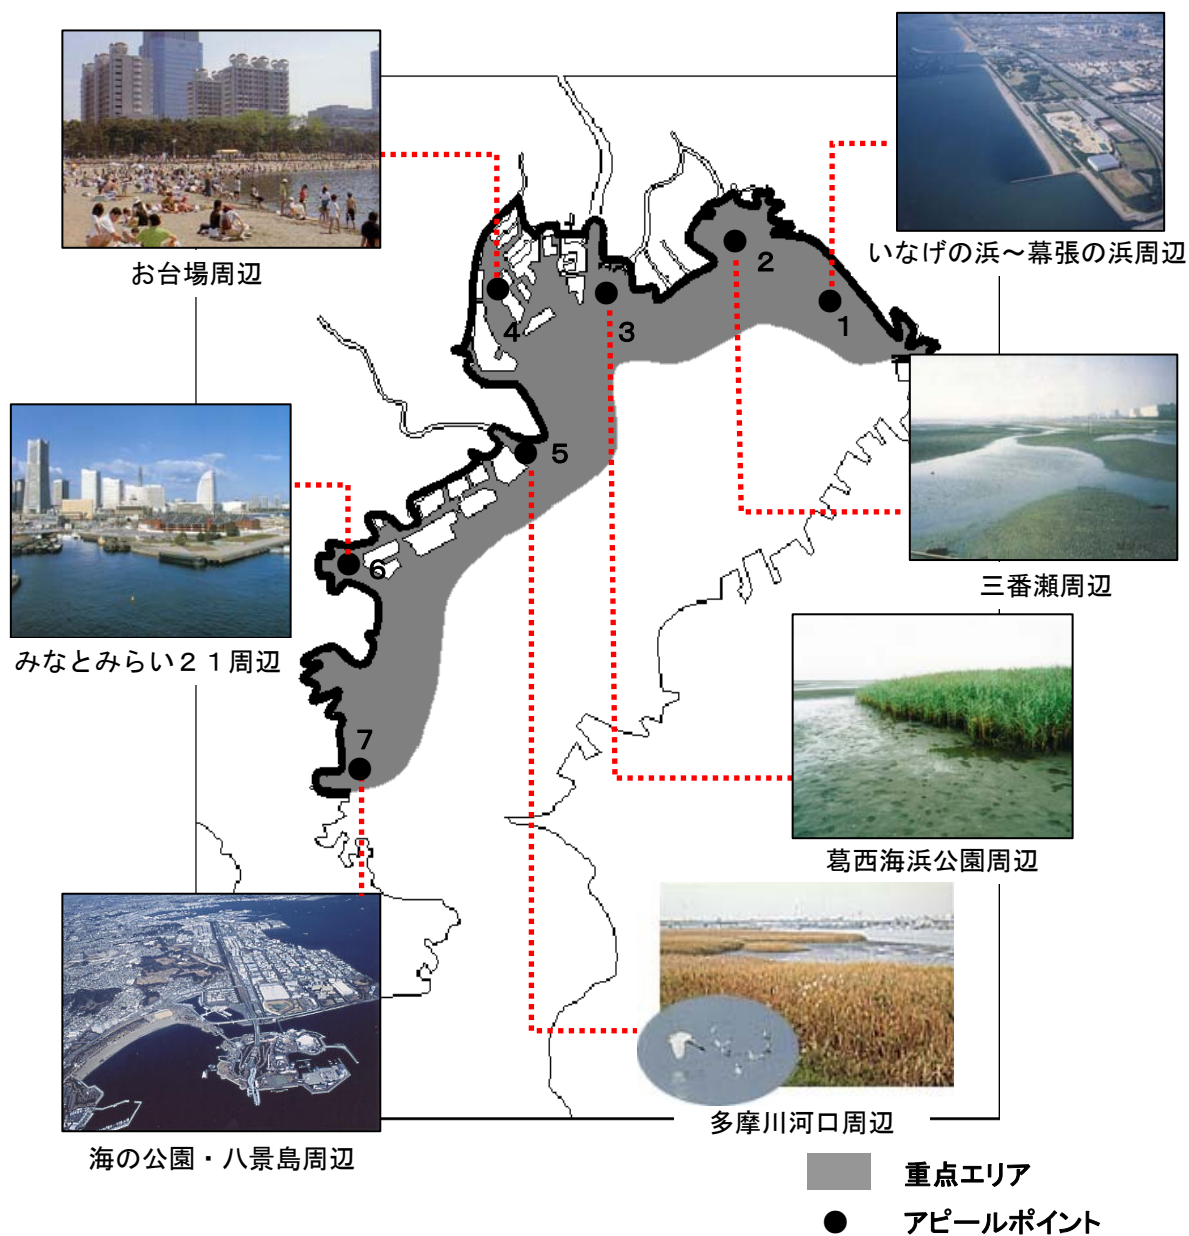 お台場周辺
いなげの浜～幕張の浜周辺
2
1
3
4
三番瀬周辺
5
6
みなとみらい２１周辺
7
葛西海浜公園周辺
多摩川河口周辺
海の公園・八景島周辺
重点エリア
アピールポイント